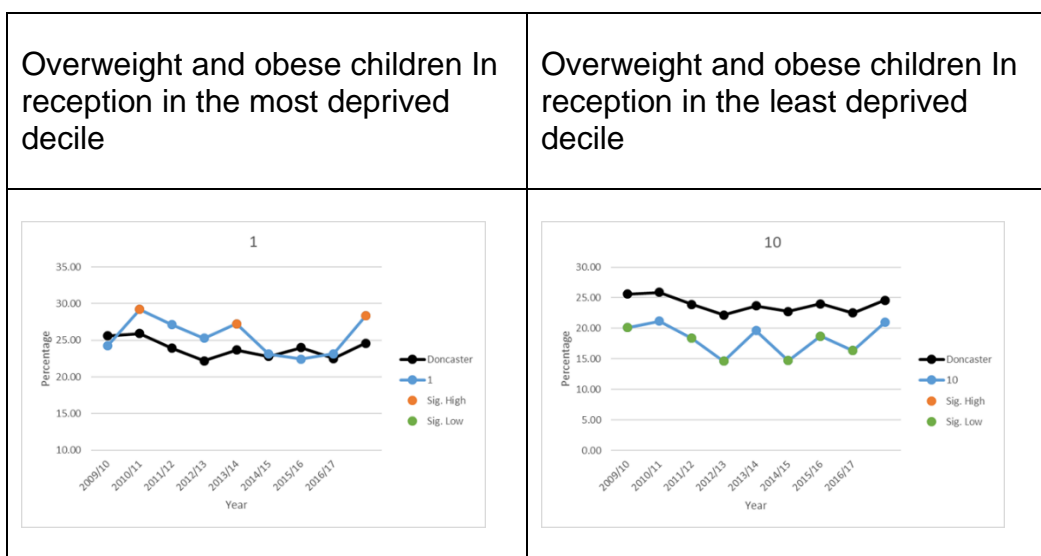 Overweight and obese children In
reception in the most deprived
decile
Overweight and obese children In
reception in the least deprived
decile
1
35.00
30.00
25.00
20.00
15.00
10.00
Percentage
2009/10
2010/11
2011/12
2012/13
2013/14
2014/15
2015/16
2016/17
Year
Doncaster
1
Sig. High
Sig. Low
10
30.00
25.00
20.00
15.00
10.00
5.00
0.00
Percentage
2009/10
2010/11
2011/12
2012/13
2013/14
2014/15
2015/16
2016/17
Year
Doncaster
10
Sig. High
Sig. Low